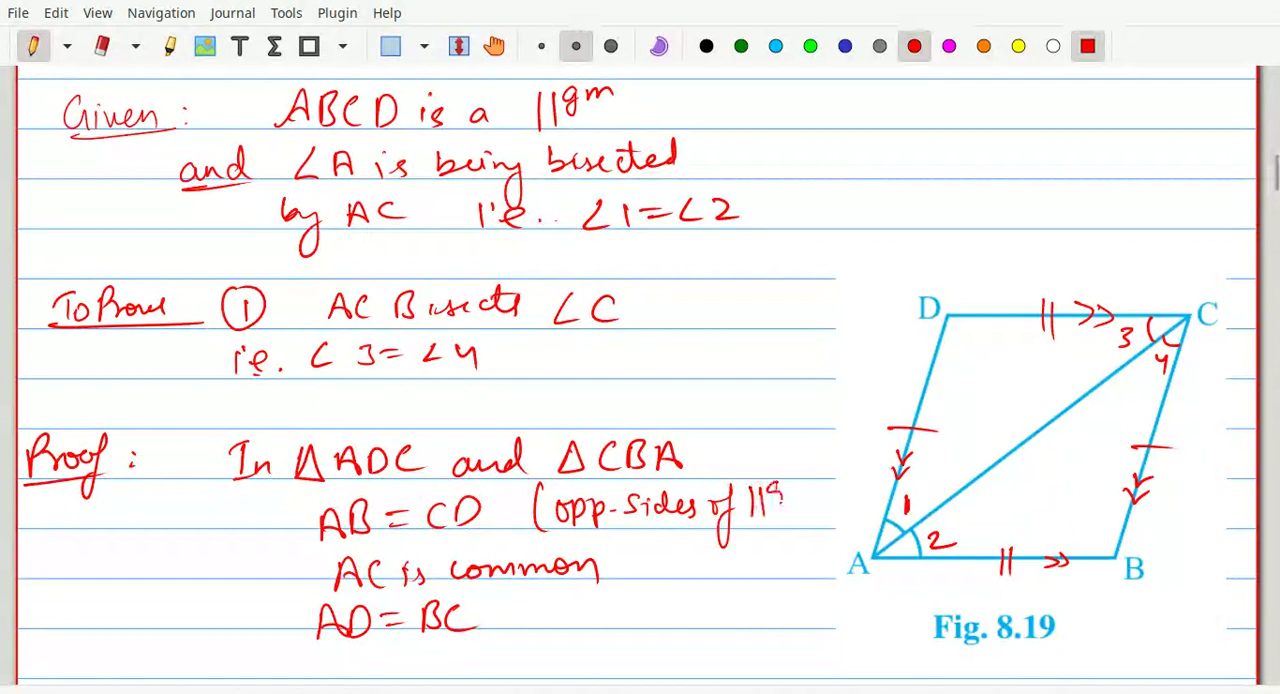 File Edit View Navigation Journal Tools Plugin Help
Given : ABCD is a ||gm
and ∠A is being bisected
by AC i.e.. ∠1=∠2
To Prove ① AC Bisects ∠C
i.e. ∠3=∠4
Proof : In △ADC and △CBA
AB = CD (opp-sides of ||g
AC is common
AD = BC
D C
3
4
1
2
A B
Fig. 8.19